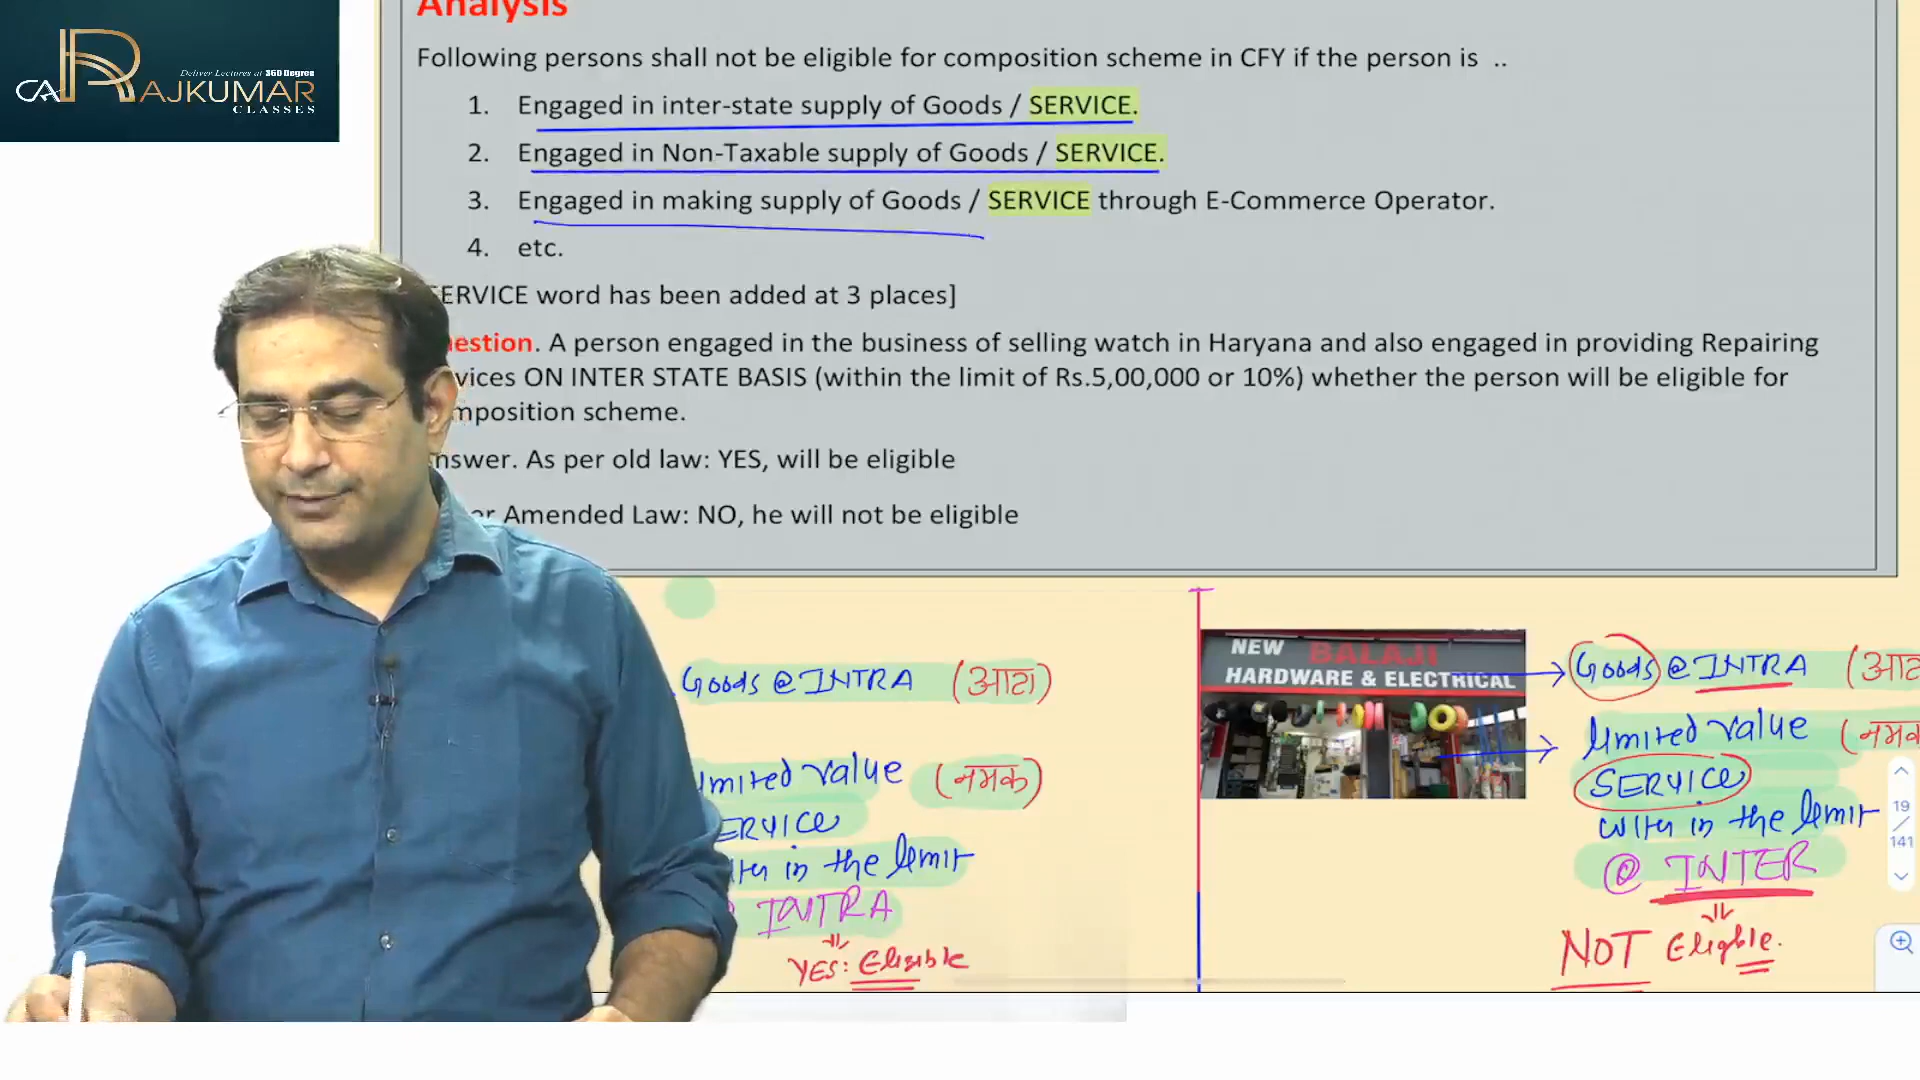 Deliver Lectures at 360 Degree
CA RAJKUMAR
CLASSES
Analysis
Following persons shall not be eligible for composition scheme in CFY if the person is ..
1. Engaged in inter-state supply of Goods / SERVICE.
2. Engaged in Non-Taxable supply of Goods / SERVICE.
3. Engaged in making supply of Goods / SERVICE through E-Commerce Operator.
4. etc.
ERVICE word has been added at 3 places]
estion. A person engaged in the business of selling watch in Haryana and also engaged in providing Repairing
vices ON INTER STATE BASIS (within the limit of Rs.5,00,000 or 10%) whether the person will be eligible for
mposition scheme.
nswer. As per old law: YES, will be eligible
er Amended Law: NO, he will not be eligible
Goods @ INTRA (आटा)
mited value (नमक)
ERVICE
in the limit
INTRA
YES: Eligible
NEW BALAJI
HARDWARE & ELECTRICAL
Goods @ INTRA (आट
limited value (नमक
SERVICE
with in the limit
@ INTER
NOT Eligble.
19
/
141